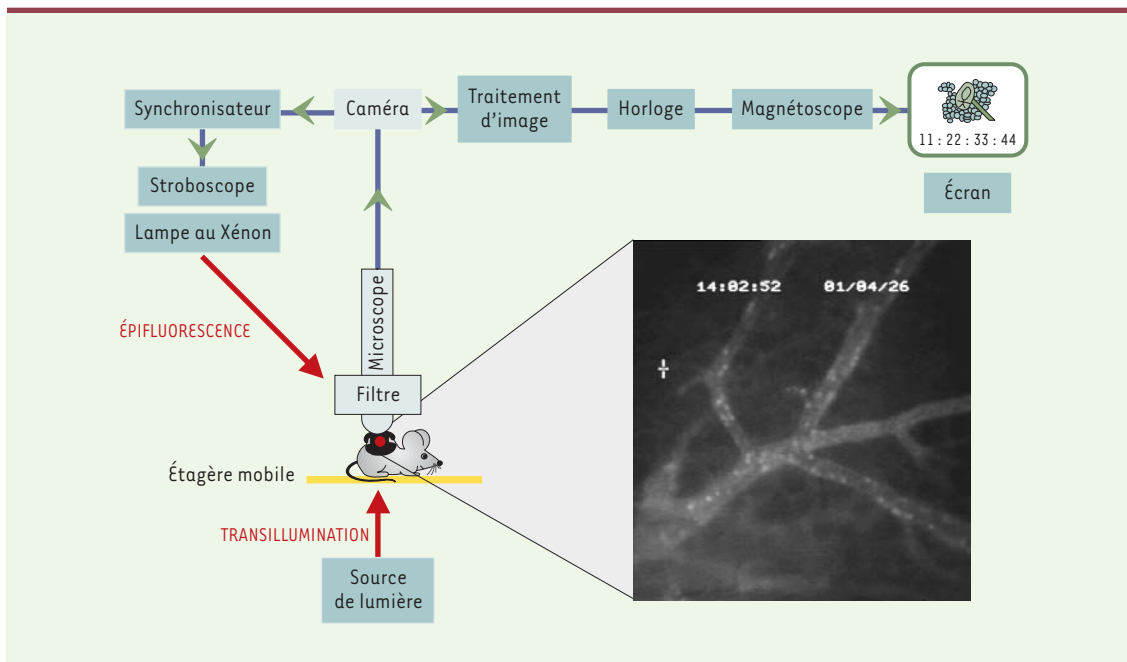 Synchronisateur
Caméra
Traitement
d'image
Horloge
Magnétoscope
11 : 22 : 33 : 44
Écran
Stroboscope
Lampe au Xénon
ÉPIFLUORESCENCE
Microscope
Filtre
14:02:52 01/04/26
Étagère mobile
TRANSILLUMINATION
Source
de lumière